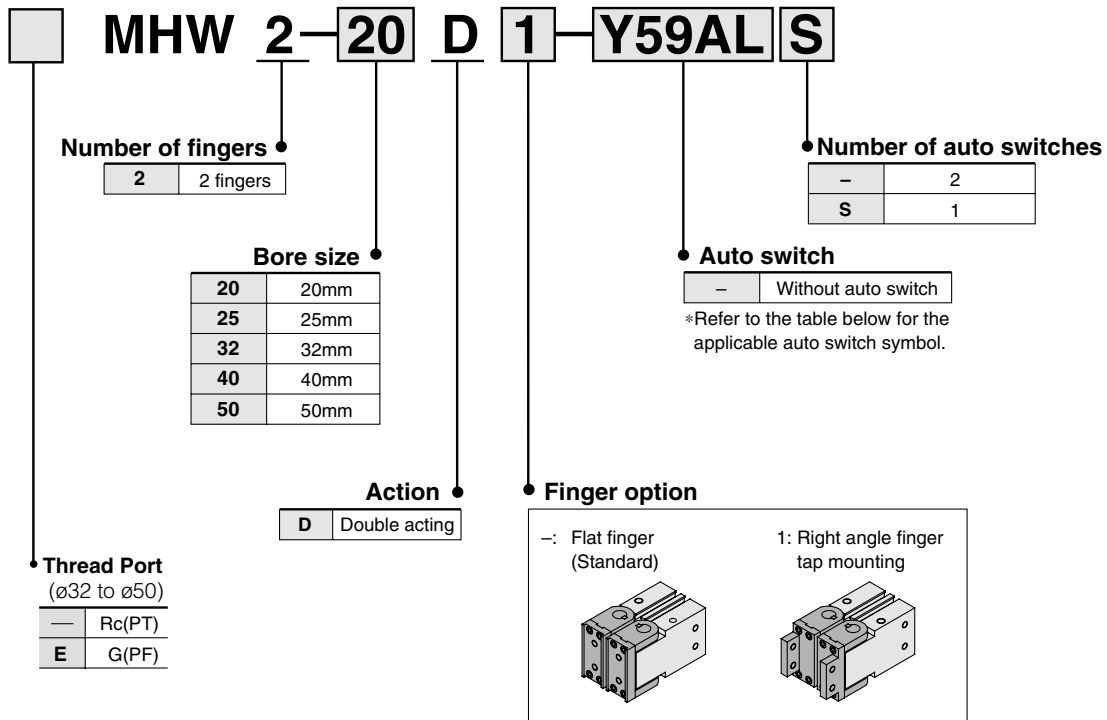 MHW 2-20 D 1-Y59AL S
Number of fingers
2 2 fingers
Number of auto switches
– 2
S 1
Bore size
20 20mm
25 25mm
32 32mm
40 40mm
50 50mm
Auto switch
– Without auto switch
*Refer to the table below for the
applicable auto switch symbol.
Action
D Double acting
Finger option
–: Flat finger
(Standard)
1: Right angle finger
tap mounting
Thread Port
(ø32 to ø50)
— Rc(PT)
E G(PF)